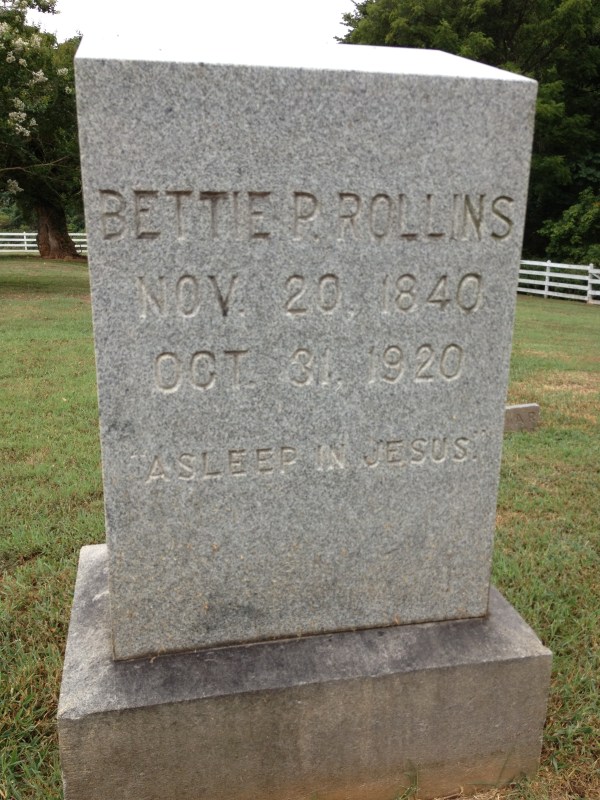 BETTIE P. ROLLINS
NOV. 20, 1840
OCT. 31, 1920
"ASLEEP IN JESUS."